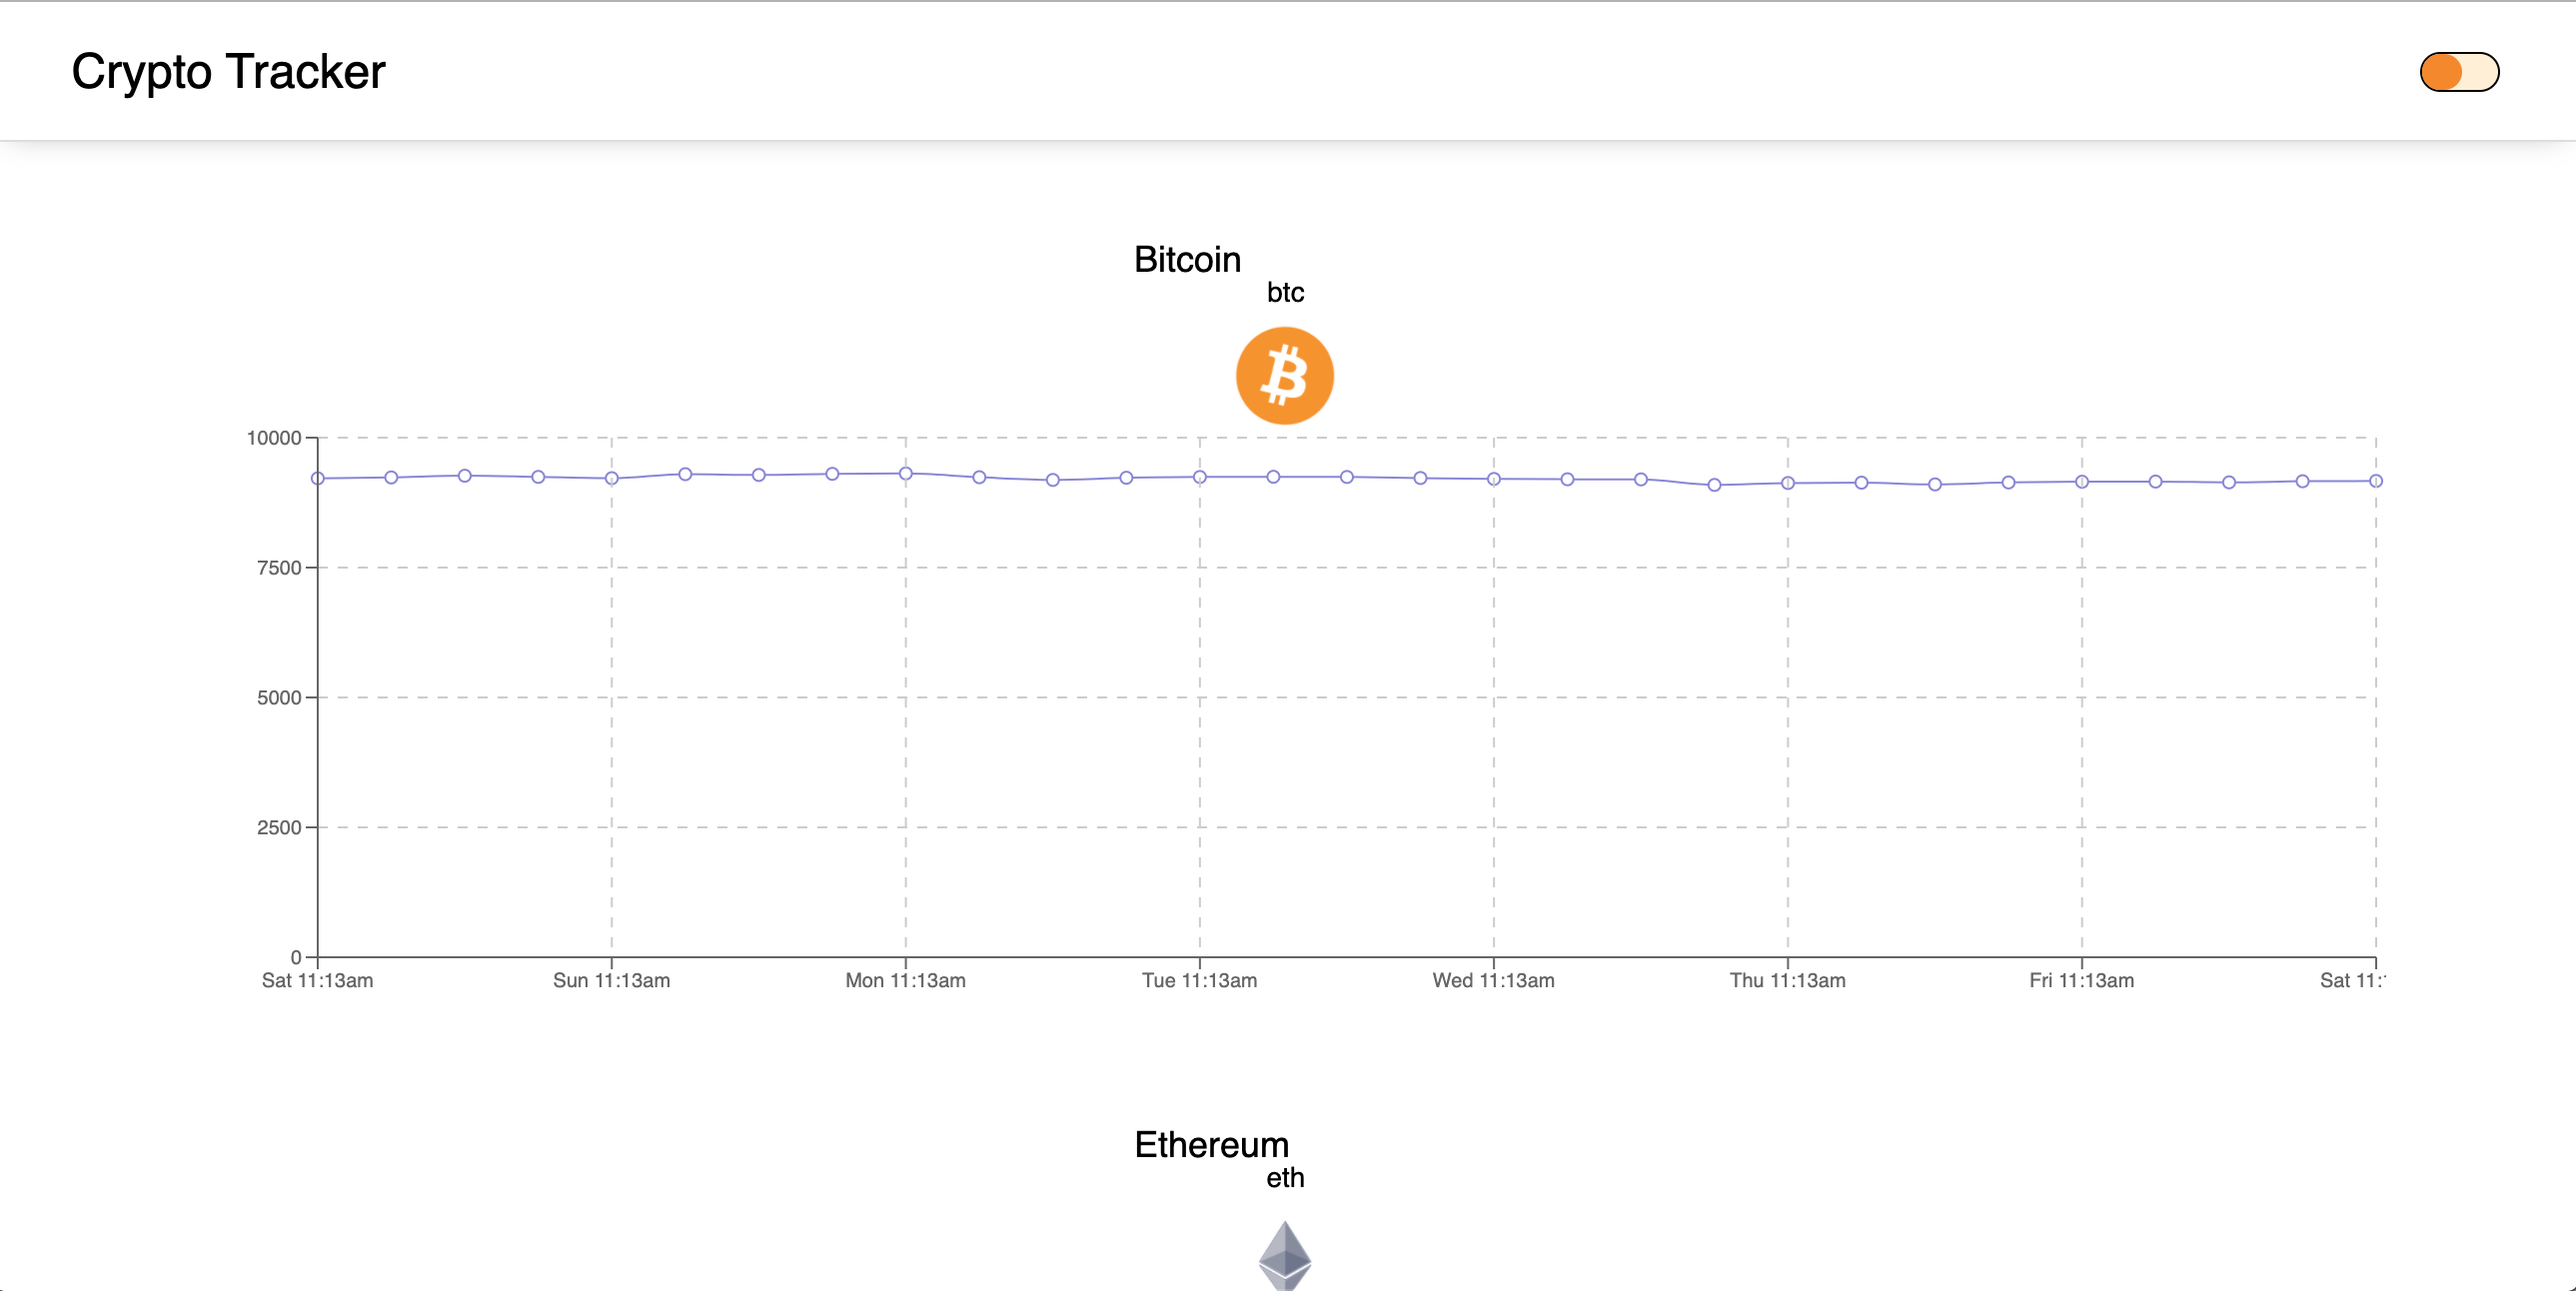 Crypto Tracker
Bitcoin
btc
10000
7500
5000
2500
0
Sat 11:13am Sun 11:13am Mon 11:13am Tue 11:13am Wed 11:13am Thu 11:13am Fri 11:13am Sat 11:
Ethereum
eth